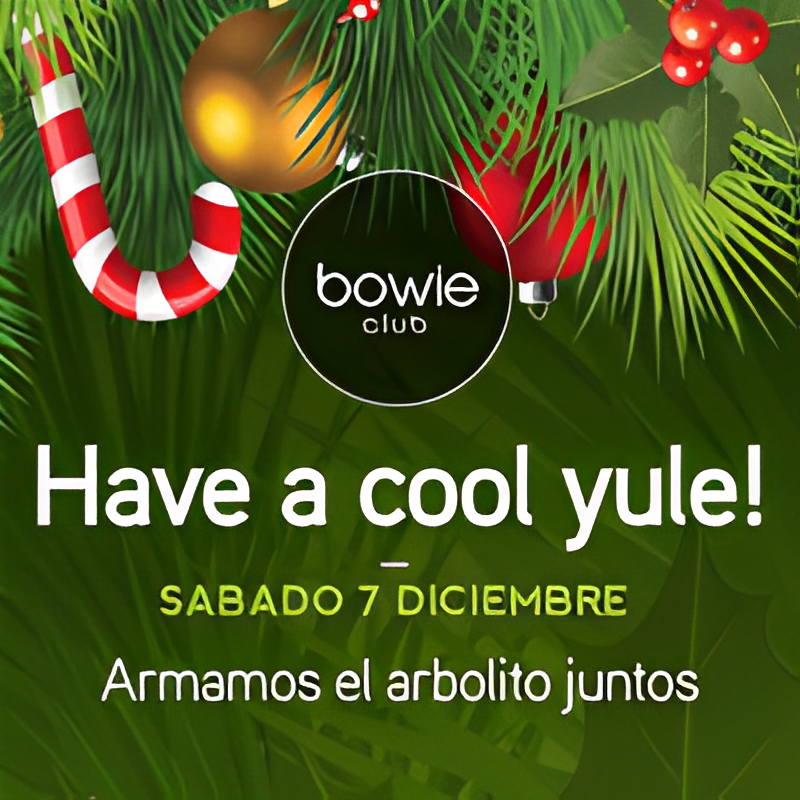 bowie
club
Have a cool yule!
SABADO 7 DICIEMBRE
Armamos el arbolito juntos